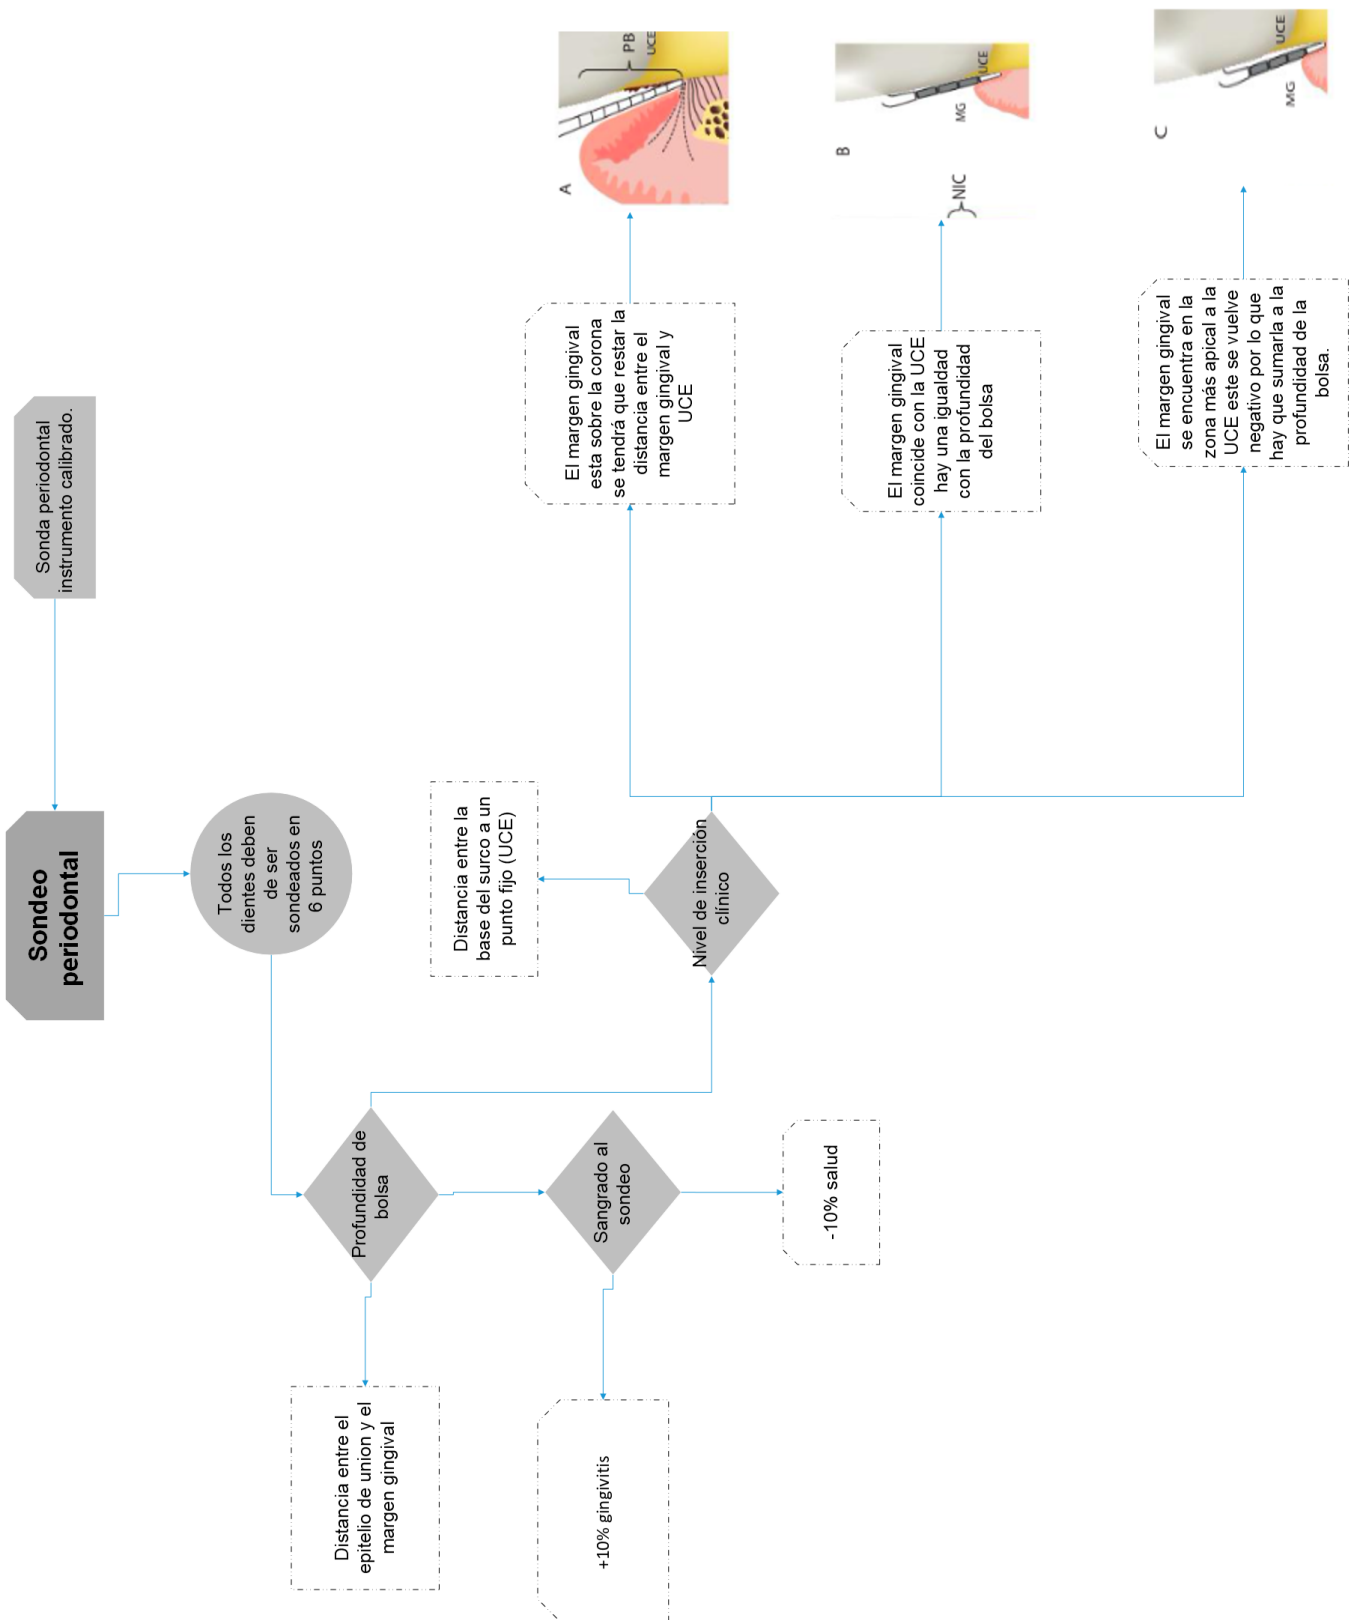 Sondeo
periodontal
Sonda periodontal
instrumento calibrado.
Todos los
dientes deben
de ser
sondeados en
6 puntos
Profundidad de
bolsa
Distancia entre el
epitelio de union y el
margen gingival
Sangrado al
sondeo
+10% gingivitis
-10% salud
Nivel de inserción
clínico
Distancia entre la
base del surco a un
punto fijo (UCE)
El margen gingival
esta sobre la corona
se tendrá que restar la
distancia entre el
margen gingival y
UCE
A
PB
UCE
El margen gingival
coincide con la UCE
hay una igualdad
con la profundidad
del bolsa
B
NIC
MG
UCE
El margen gingival
se encuentra en la
zona más apical a la
UCE este se vuelve
negativo por lo que
hay que sumarla a la
profundidad de la
bolsa.
C
MG
UCE